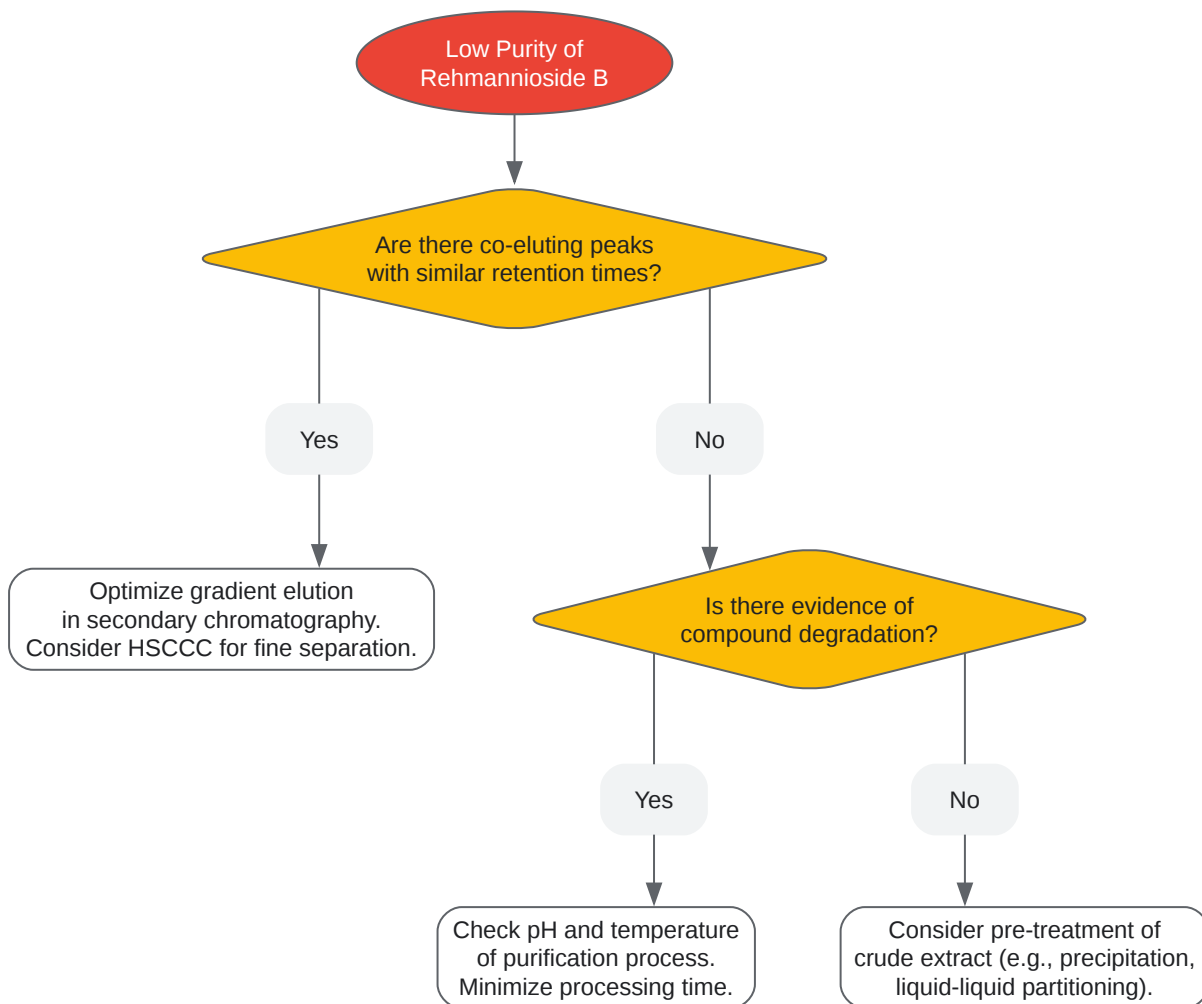 Low Purity of
Rehmannioside B
Are there co-eluting peaks
with similar retention times?
Yes
No
Optimize gradient elution
in secondary chromatography.
Consider HSCCC for fine separation.
Is there evidence of
compound degradation?
Yes
No
Check pH and temperature
of purification process.
Minimize processing time.
Consider pre-treatment of
crude extract (e.g., precipitation,
liquid-liquid partitioning).